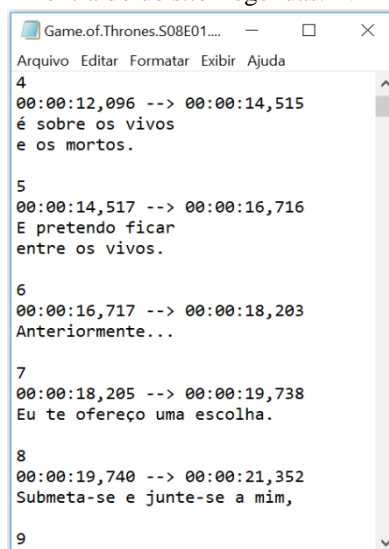 Game.of.Thrones.S08E01....
Arquivo Editar Formatar Exibir Ajuda
4
00:00:12,096 --> 00:00:14,515
é sobre os vivos
e os mortos.
5
00:00:14,517 --> 00:00:16,716
E pretendo ficar
entre os vivos.
6
00:00:16,717 --> 00:00:18,203
Anteriormente...
7
00:00:18,205 --> 00:00:19,738
Eu te ofereço uma escolha.
8
00:00:19,740 --> 00:00:21,352
Submeta-se e junte-se a mim,
9